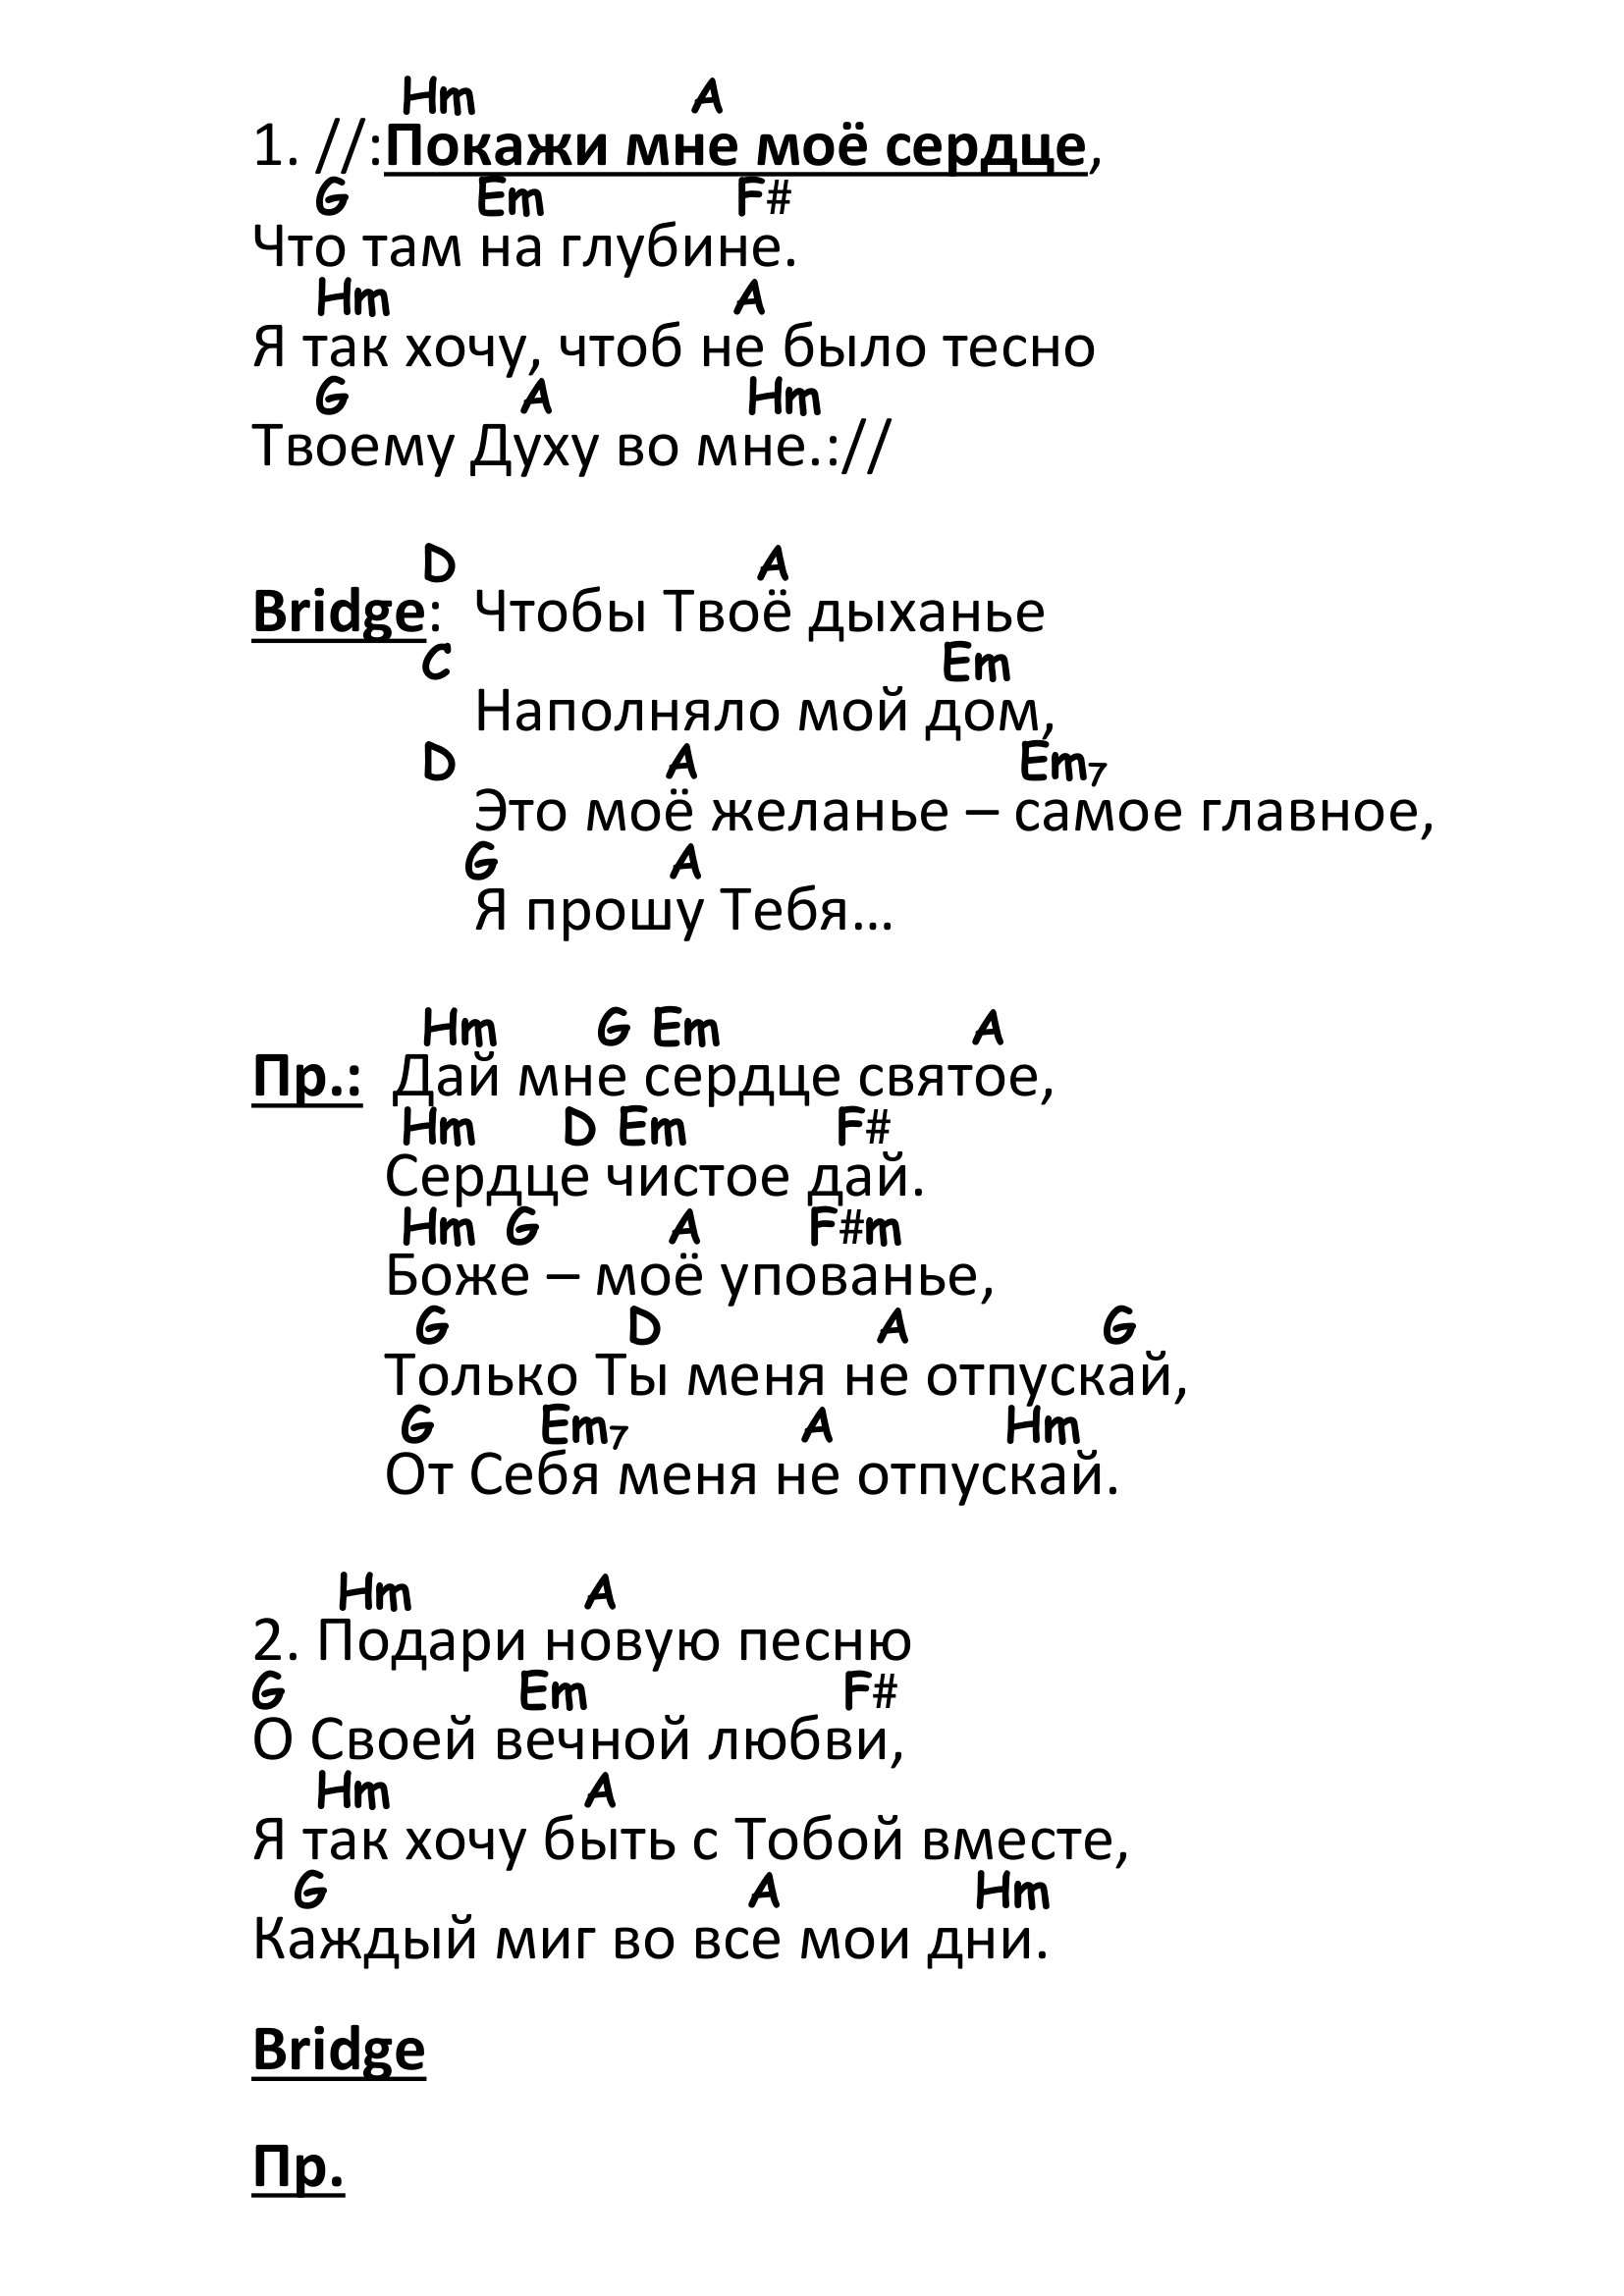 Hm A
1. //:Покажи мне моё сердце,
G Em F#
Что там на глубине.
Hm A
Я так хочу, чтоб не было тесно
G A Hm
Твоему Духу во мне.://
D A
Bridge: Чтобы Твоё дыханье
C Em
Наполняло мой дом,
D A Em7
Это моё желанье – самое главное,
G A
Я прошу Тебя...
Hm G Em A
Пр.: Дай мне сердце святое,
Hm D Em F#
Сердце чистое дай.
Hm G A F#m
Боже – моё упованье,
G D A G
Только Ты меня не отпускай,
G Em7 A Hm
От Себя меня не отпускай.
Hm A
2. Подари новую песню
G Em F#
О Своей вечной любви,
Hm A
Я так хочу быть с Тобой вместе,
G A Hm
Каждый миг во все мои дни.
Bridge
Пр.